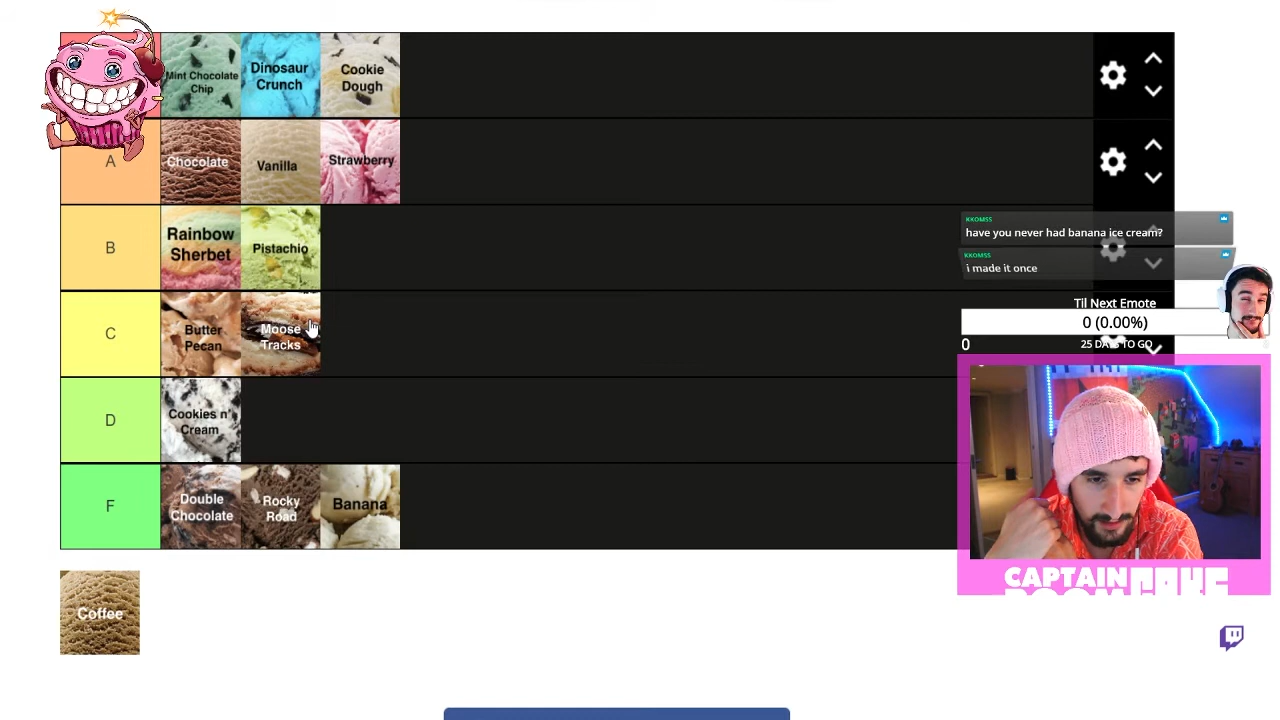 Mint Chocolate
Chip
Dinosaur
Crunch
Cookie
Dough
A
Chocolate
Vanilla
Strawberry
B
Rainbow
Sherbet
Pistachio
KKOMSS
have you never had banana ice cream?
KKOMSS
i made it once
C
Butter
Pecan
Moose
Tracks
Til Next Emote
0 (0.00%)
0
25 DAYS TO GO
D
Cookies n'
Cream
F
Double
Chocolate
Rocky
Road
Banana
CAPTAIN
Coffee